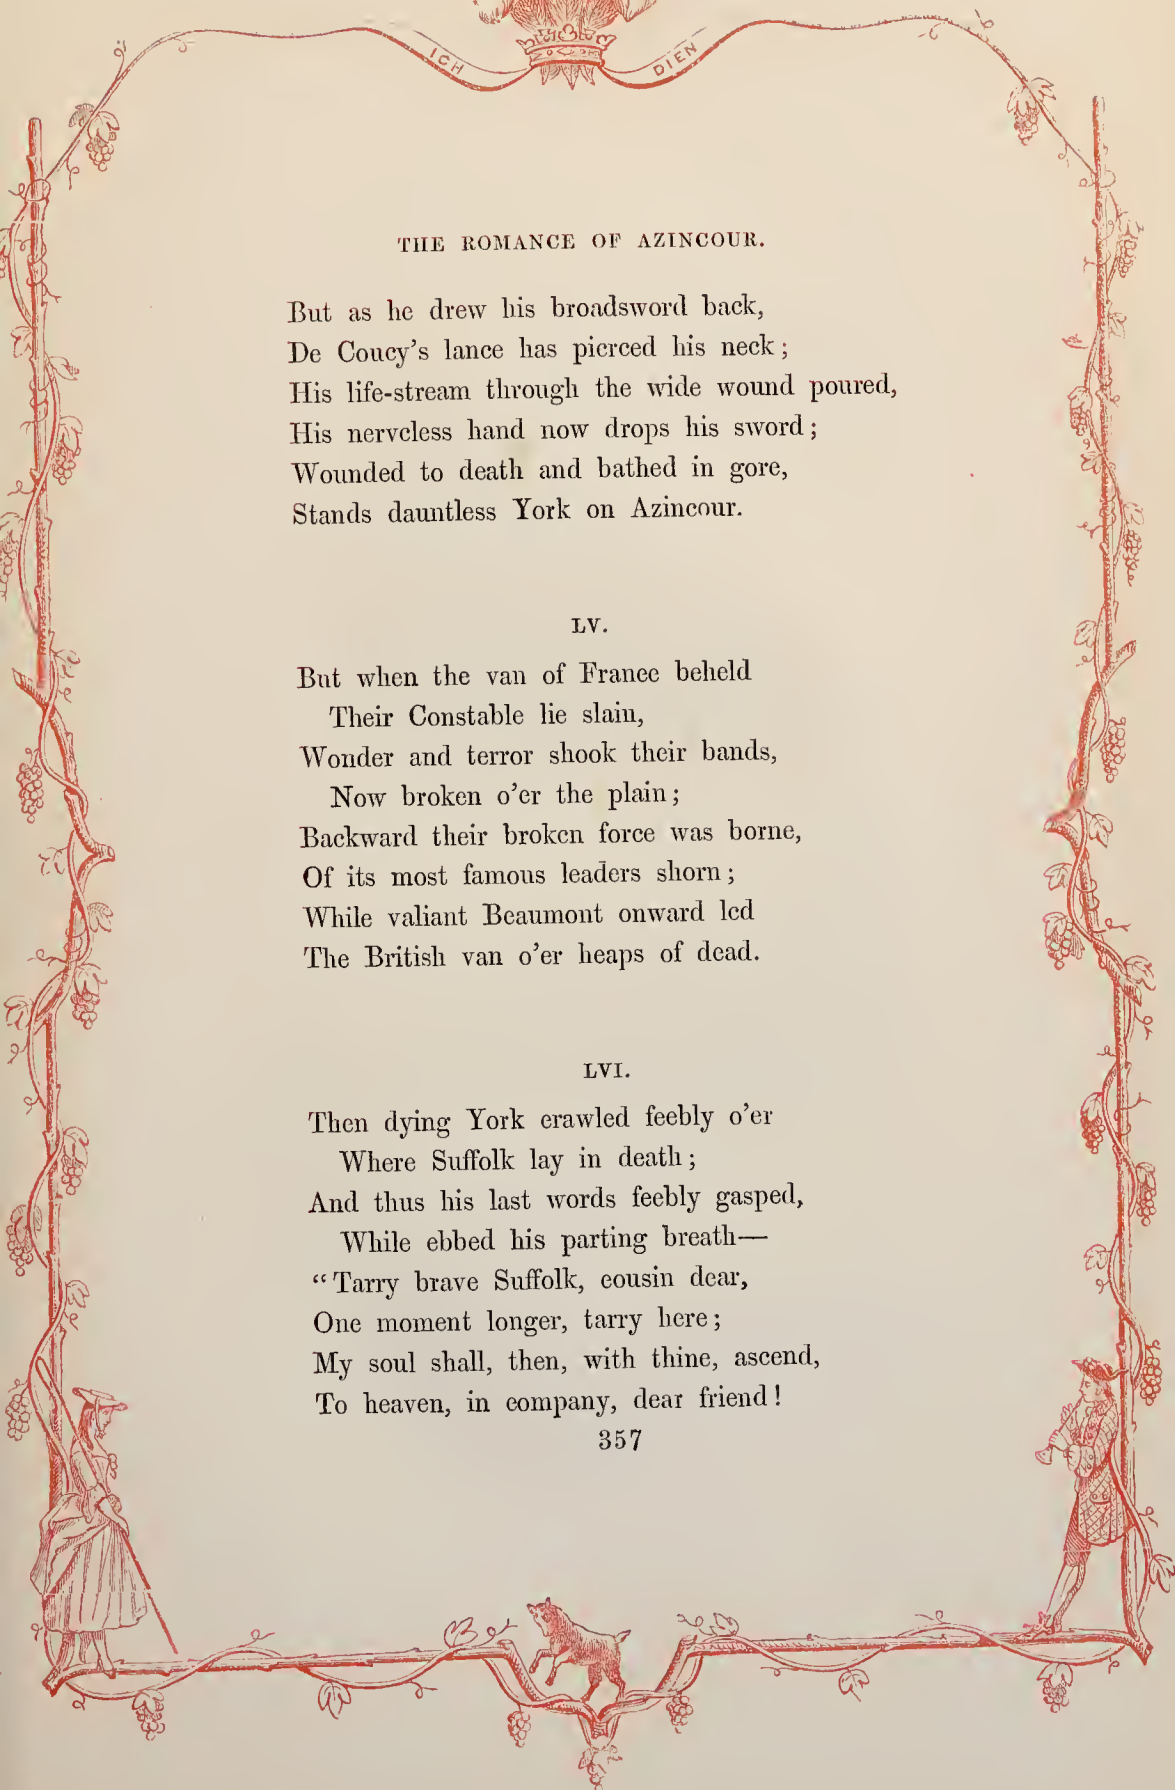 ICH DIEN
THE ROMANCE OF AZINCOUR.
But as he drew his broadsword back,
De Coucy's lance has pierced his neck;
His life-stream through the wide wound poured,
His nerveless hand now drops his sword;
Wounded to death and bathed in gore,
Stands dauntless York on Azincour.
LV.
But when the van of France beheld
Their Constable lie slain,
Wonder and terror shook their bands,
Now broken o'er the plain;
Backward their broken force was borne,
Of its most famous leaders shorn;
While valiant Beaumont onward led
The British van o'er heaps of dead.
LVI.
Then dying York crawled feebly o'er
Where Suffolk lay in death;
And thus his last words feebly gasped,
While ebbed his parting breath—
"Tarry brave Suffolk, cousin dear,
One moment longer, tarry here;
My soul shall, then, with thine, ascend,
To heaven, in company, dear friend!
357